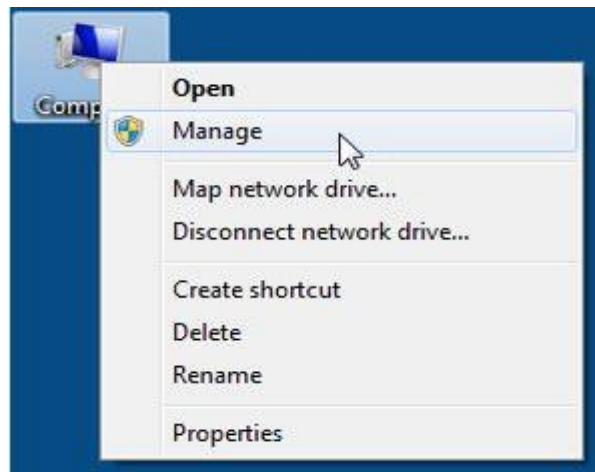 Comp
Open
Manage
Map network drive...
Disconnect network drive...
Create shortcut
Delete
Rename
Properties